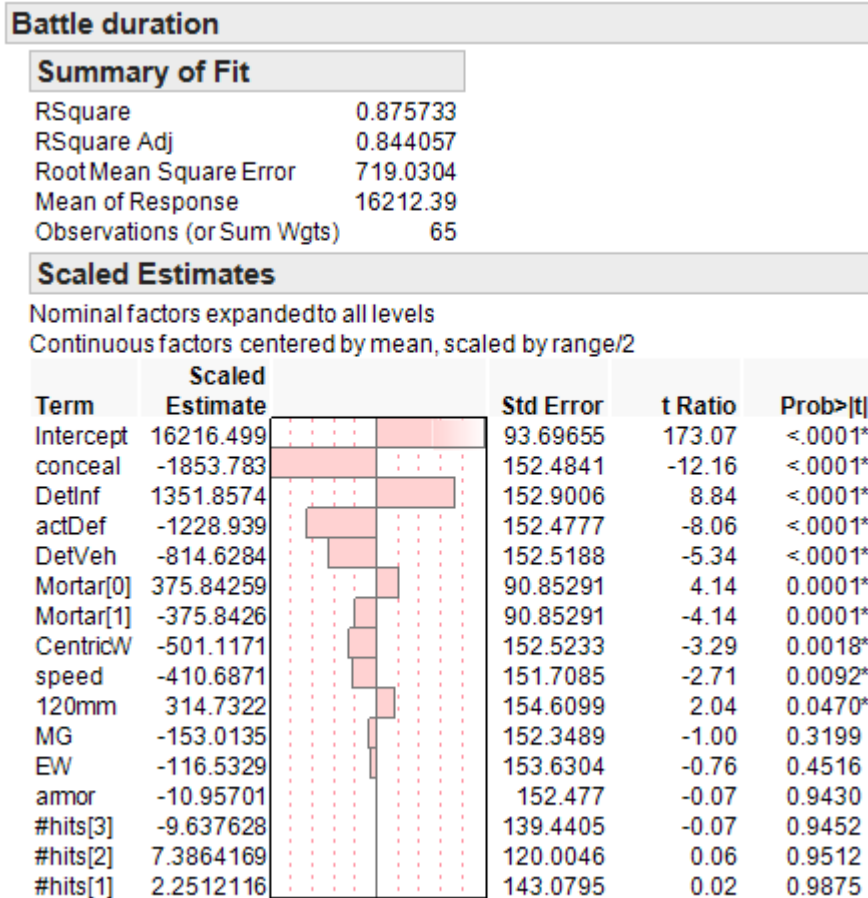 Battle duration
Summary of Fit
RSquare 0.875733
RSquare Adj 0.844057
Root Mean Square Error 719.0304
Mean of Response 16212.39
Observations (or Sum Wgts) 65
Scaled Estimates
Nominal factors expanded to all levels
Continuous factors centered by mean, scaled by range/2
Scaled
Term Estimate Std Error t Ratio Prob>|t|
Intercept 16216.499 93.69655 173.07 <.0001*
conceal -1853.783 152.4841 -12.16 <.0001*
DetInf 1351.8574 152.9006 8.84 <.0001*
actDef -1228.939 152.4777 -8.06 <.0001*
DetVeh -814.6284 152.5188 -5.34 <.0001*
Mortar[0] 375.84259 90.85291 4.14 0.0001*
Mortar[1] -375.8426 90.85291 -4.14 0.0001*
CentricW -501.1171 152.5233 -3.29 0.0018*
speed -410.6871 151.7085 -2.71 0.0092*
120mm 314.7322 154.6099 2.04 0.0470*
MG -153.0135 152.3489 -1.00 0.3199
EW -116.5329 153.6304 -0.76 0.4516
armor -10.95701 152.477 -0.07 0.9430
#hits[3] -9.637628 139.4405 -0.07 0.9452
#hits[2] 7.3864169 120.0046 0.06 0.9512
#hits[1] 2.2512116 143.0795 0.02 0.9875